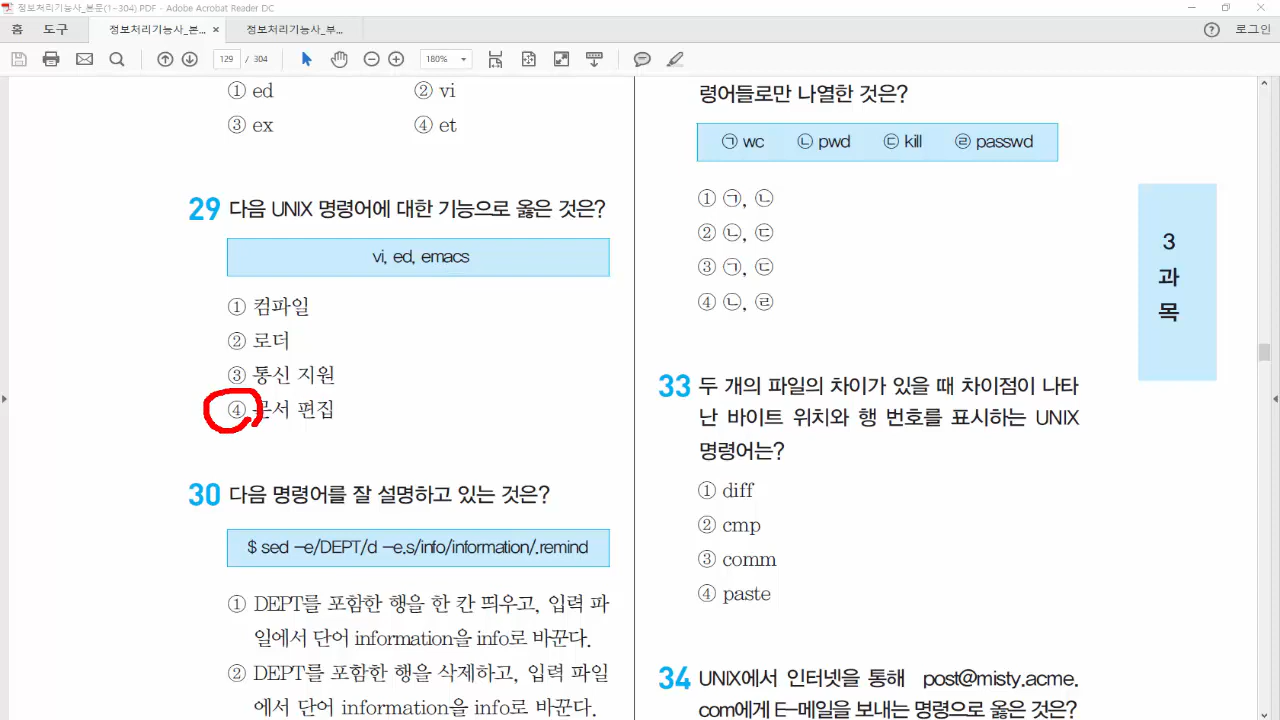 정보처리기능사_본문(1-304) PDF - Adobe Acrobat Reader DC
홈 도구 정보처리기능사_본... × 정보처리기능사_부... ? 로그인
129 / 304 180%
① ed ② vi
③ ex ④ et
29 다음 UNIX 명령어에 대한 기능으로 옳은 것은?
vi, ed, emacs
① 컴파일
② 로더
③ 통신 지원
④ 문서 편집
30 다음 명령어를 잘 설명하고 있는 것은?
$ sed -e/DEPT/d -e.s/info/information/.remind
① DEPT를 포함한 행을 한 칸 띄우고, 입력 파
일에서 단어 information을 info로 바꾼다.
② DEPT를 포함한 행을 삭제하고, 입력 파일
에서 단어 information을 info로 바꾼다.
령어들로만 나열한 것은?
㉠ wc ㉡ pwd ㉢ kill ㉣ passwd
① ㉠, ㉡
② ㉡, ㉢
③ ㉠, ㉢
④ ㉡, ㉣
33 두 개의 파일의 차이가 있을 때 차이점이 나타
난 바이트 위치와 행 번호를 표시하는 UNIX
명령어는?
① diff
② cmp
③ comm
④ paste
34 UNIX에서 인터넷을 통해 post@misty.acme.
com에게 E-메일을 보내는 명령으로 옳은 것은?
3
과
목